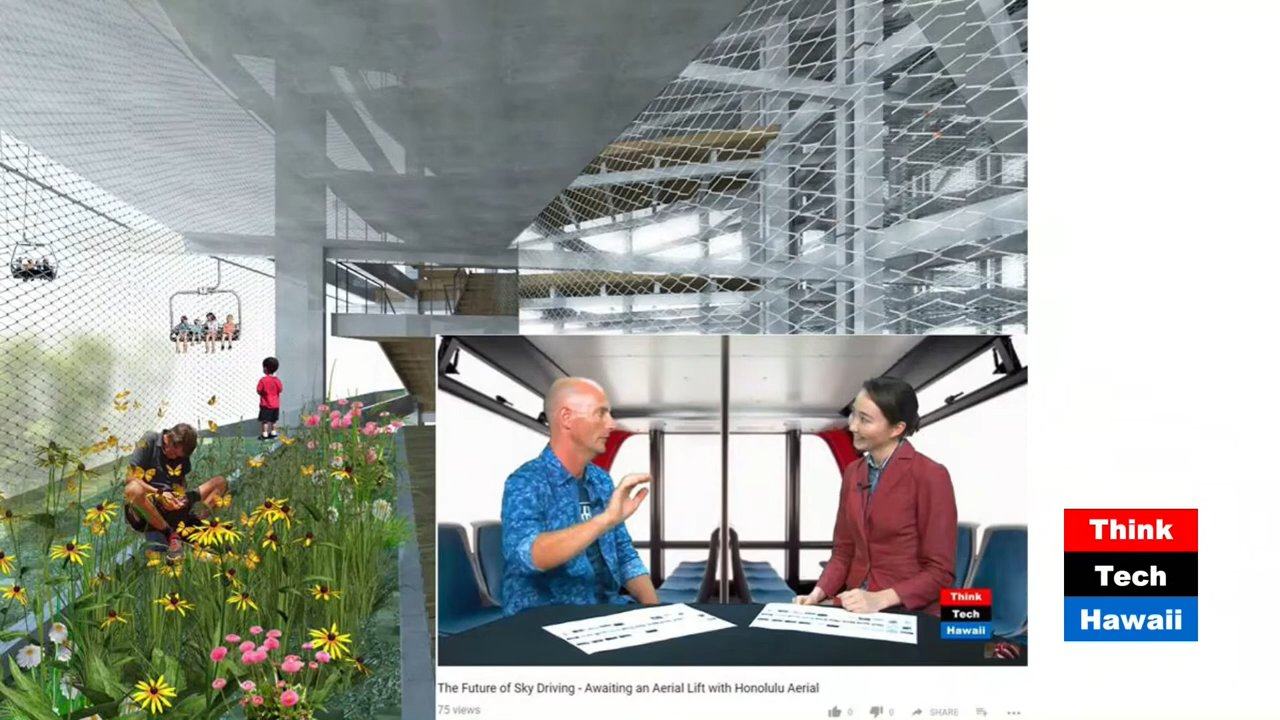 Think
Tech
Hawaii
Think
Tech
Hawaii
The Future of Sky Driving - Awaiting an Aerial Lift with Honolulu Aerial
75 views
0
0
SHARE